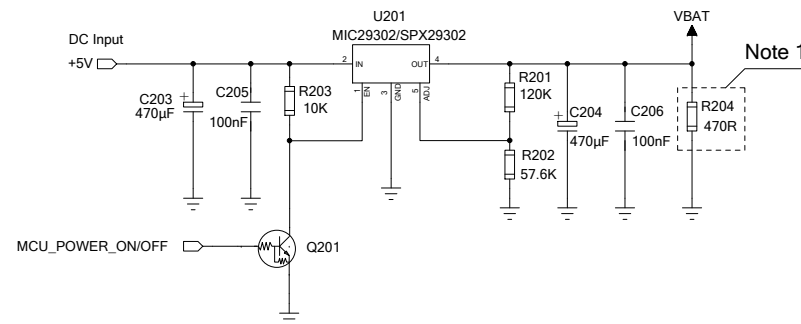 U201
MIC29302/SPX29302
VBAT
DC Input
+5V
2
IN
OUT
4
Note 1
EN
GND
ADJ
1
3
5
C203
470µF
+
C205
100nF
R203
10K
R201
120K
C204
470µF
+
C206
100nF
R204
470R
R202
57.6K
MCU_POWER_ON/OFF
Q201